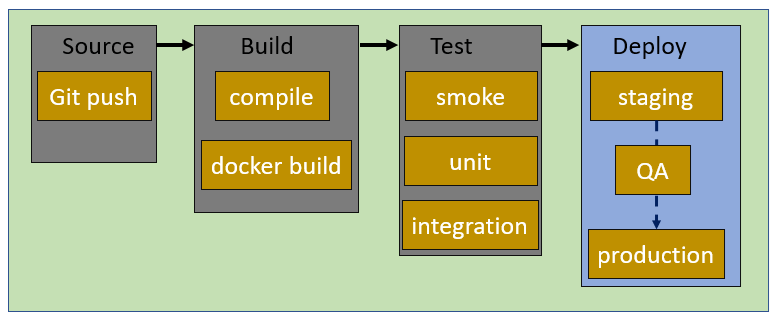 Source
Git push
Build
compile
docker build
Test
smoke
unit
integration
Deploy
staging
QA
production